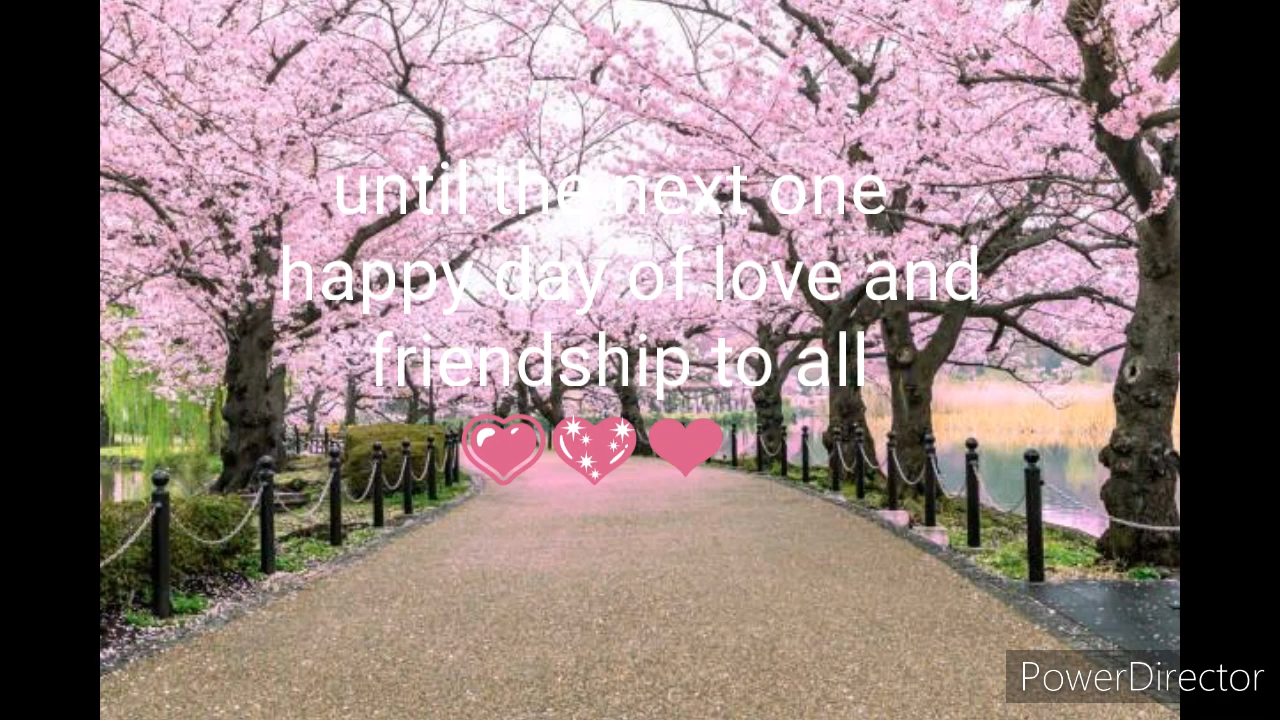 until the next one
happy day of love and
friendship to all
💗💖❤
PowerDirector